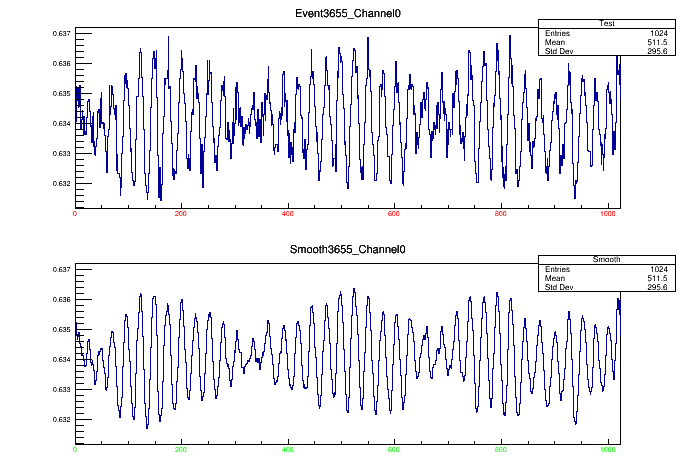 Event3655_Channel0
Test
Entries 1024
Mean 511.5
Std Dev 295.6
0.637
0.636
0.635
0.634
0.633
0.632
0 200 400 600 800 1000
Smooth3655_Channel0
Smooth
Entries 1024
Mean 511.5
Std Dev 295.6
0.637
0.636
0.635
0.634
0.633
0.632
0 200 400 600 800 1000